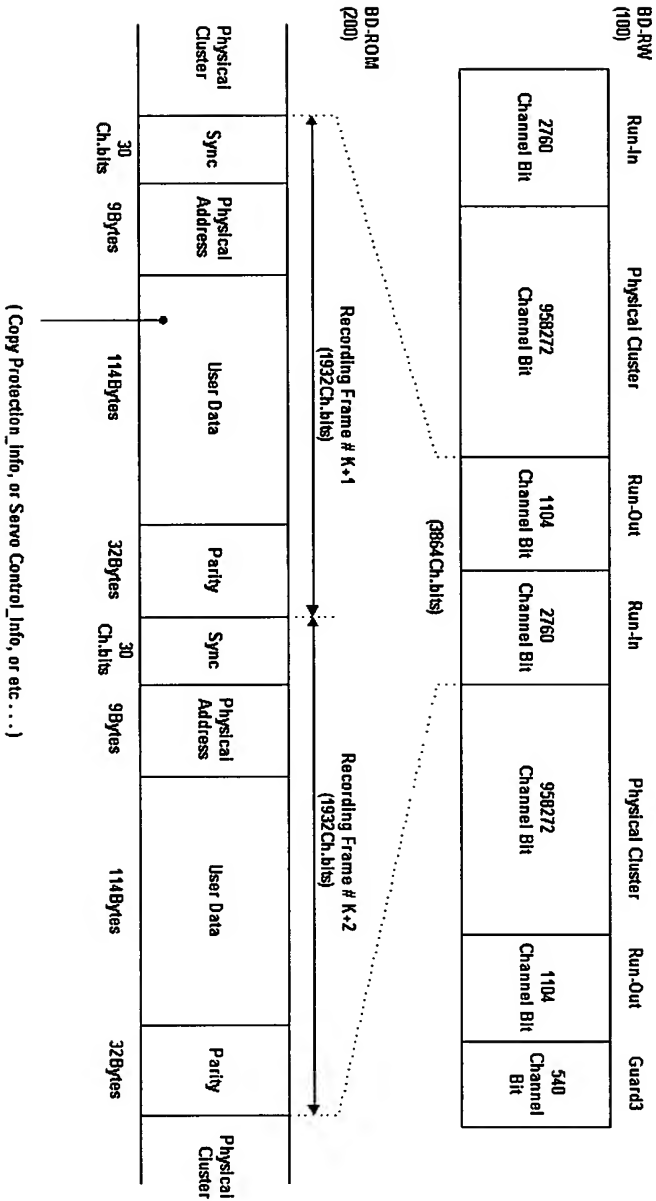 BD-RW
(100)
Run-In
Physical Cluster
Run-Out
Run-In
Physical Cluster
Run-Out
Guard3
2760
Channel Bit
958272
Channel Bit
1104
Channel Bit
2760
Channel Bit
958272
Channel Bit
1104
Channel Bit
540
Channel
Bit
(3864Ch.bits)
BD-ROM
(200)
Recording Frame # K+1
(1932Ch.bits)
Recording Frame # K+2
(1932Ch.bits)
Physical
Cluster
Sync
Physical
Address
User Data
Parity
Sync
Physical
Address
User Data
Parity
Physical
Cluster
30
Ch.bits
9Bytes
114Bytes
32Bytes
30
Ch.bits
9Bytes
114Bytes
32Bytes
( Copy Protection_info, or Servo Control_Info, or etc . . . )